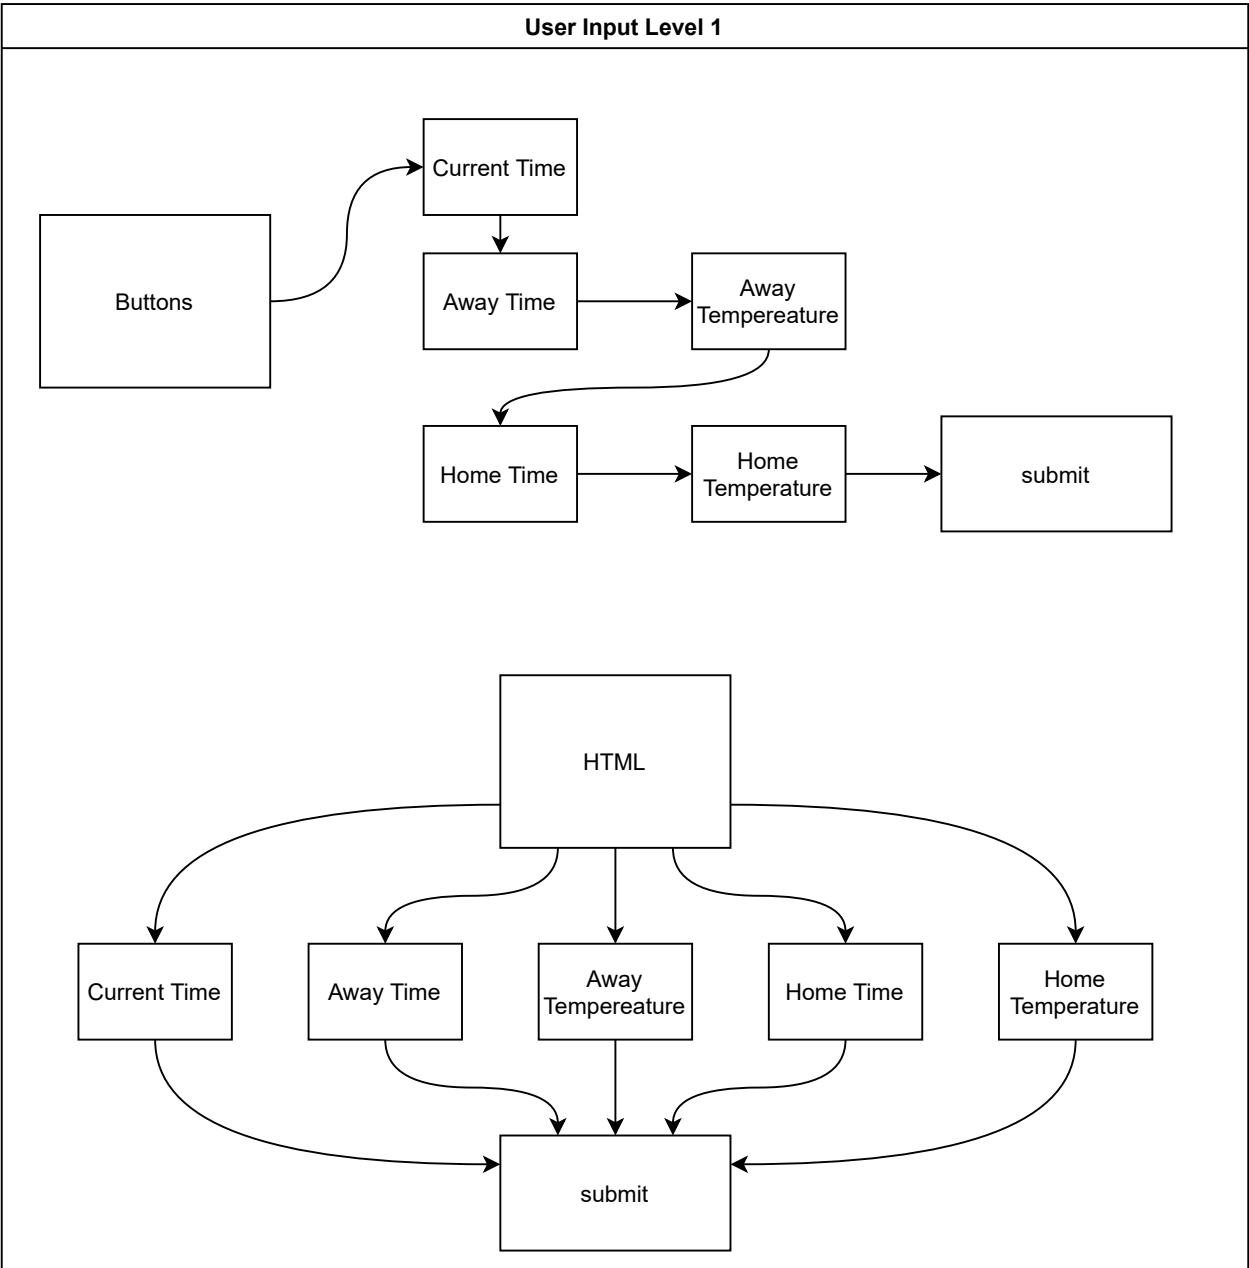 User Input Level 1
Current Time
Buttons
Away Time
Away
Tempereature
Home Time
Home
Temperature
submit
HTML
Current Time
Away Time
Away
Tempereature
Home Time
Home
Temperature
submit